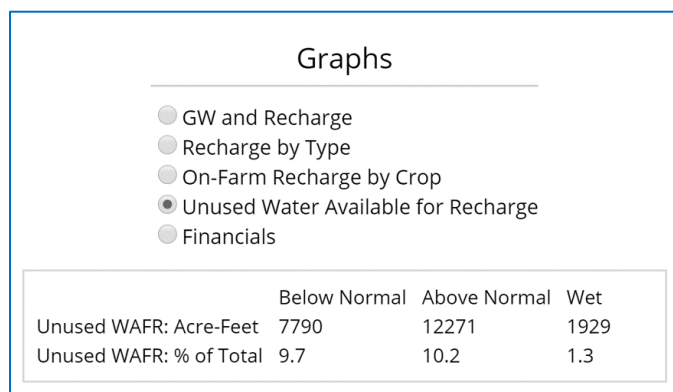 Graphs
GW and Recharge
Recharge by Type
On-Farm Recharge by Crop
Unused Water Available for Recharge
Financials
Below Normal Above Normal Wet
Unused WAFR: Acre-Feet 7790 12271 1929
Unused WAFR: % of Total 9.7 10.2 1.3